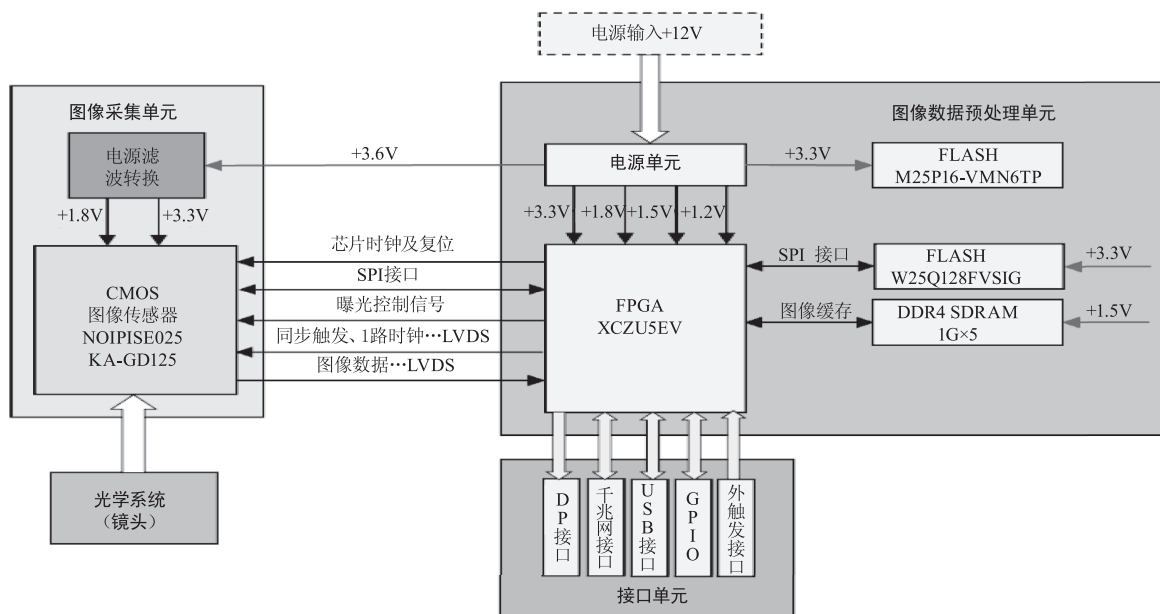 电源输入+12V
图像采集单元
图像数据预处理单元
电源滤
波转换
+3.6V
电源单元
+3.3V
FLASH
M25P16-VMN6TP
+1.8V
+3.3V
+3.3V
+1.8V
+1.5V
+1.2V
芯片时钟及复位
SPI接口
曝光控制信号
同步触发、1路时钟···LVDS
图像数据···LVDS
CMOS
图像传感器
NOIPISE025
KA-GD125
FPGA
XCZU5EV
SPI 接口
FLASH
W25Q128FVSIG
+3.3V
图像缓存
DDR4 SDRAM
1G×5
+1.5V
光学系统
（镜头）
DP接口
千兆网接口
USB接口
GPIO
外触发接口
接口单元